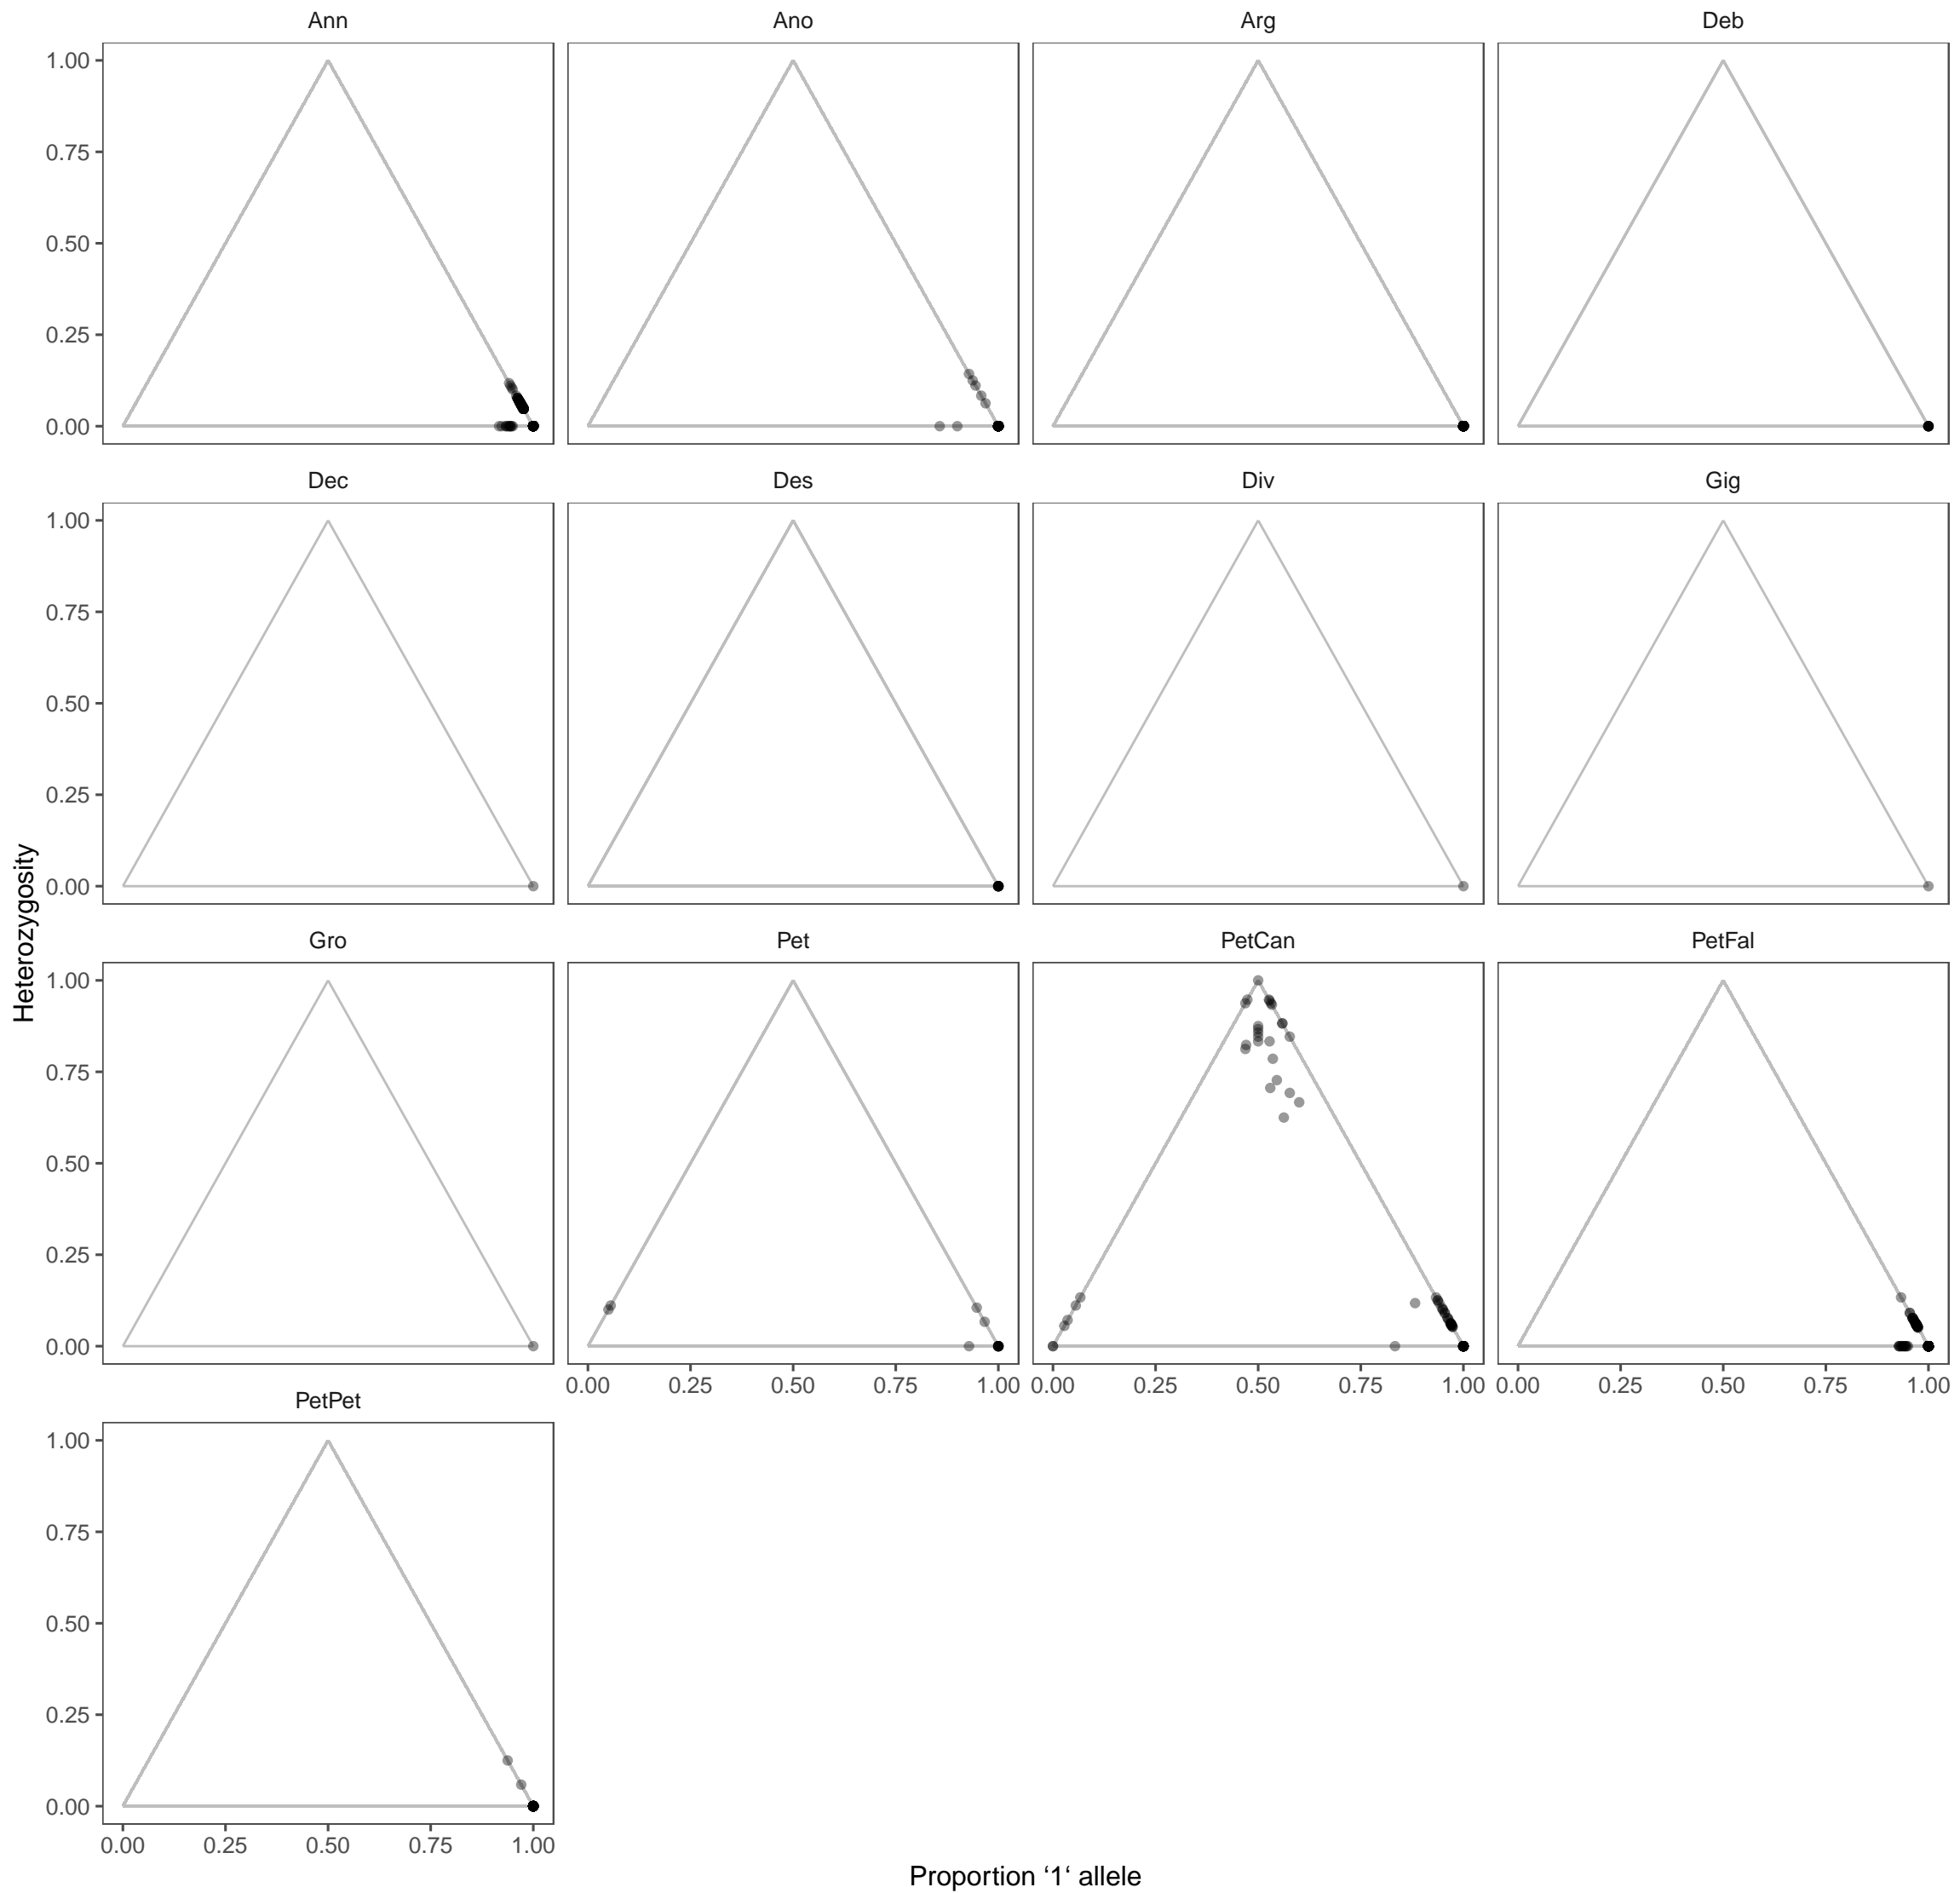 Ann Ano Arg Deb
1.00
0.75
0.50
0.25
0.00
Dec Des Div Gig
1.00
0.75
0.50
0.25
0.00
Heterozygosity
Gro Pet PetCan PetFal
1.00
0.75
0.50
0.25
0.00
0.00 0.25 0.50 0.75 1.00 0.00 0.25 0.50 0.75 1.00 0.00 0.25 0.50 0.75 1.00
PetPet
1.00
0.75
0.50
0.25
0.00
0.00 0.25 0.50 0.75 1.00
Proportion ‘1‘ allele